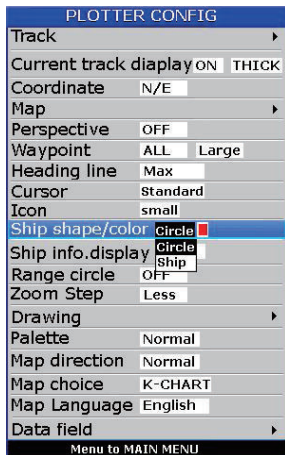 PLOTTER CONFIG
Track
Current track diaplay ON THICK
Coordinate N/E
Map
Perspective OFF
Waypoint ALL Large
Heading line Max
Cursor Standard
Icon small
Ship shape/color Circle
Circle
Ship info.display Ship
Range circle OFF
Zoom Step Less
Drawing
Palette Normal
Map direction Normal
Map choice K-CHART
Map Language English
Data field
Menu to MAIN MENU